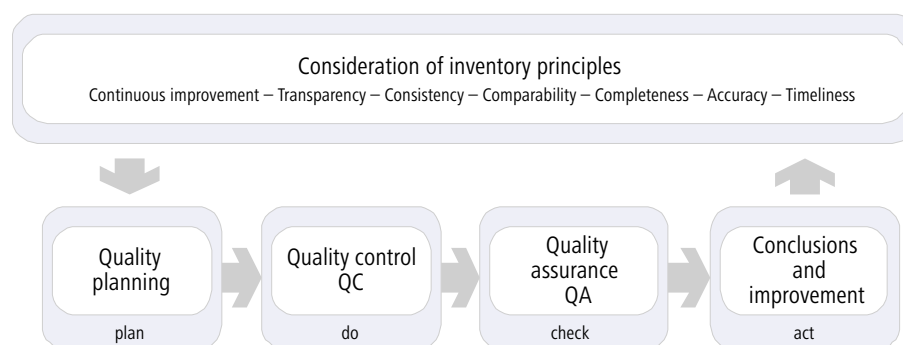 Consideration of inventory principles
Continuous improvement – Transparency – Consistency – Comparability – Completeness – Accuracy – Timeliness
Quality
planning
plan
Quality control
QC
do
Quality
assurance
QA
check
Conclusions
and
improvement
act